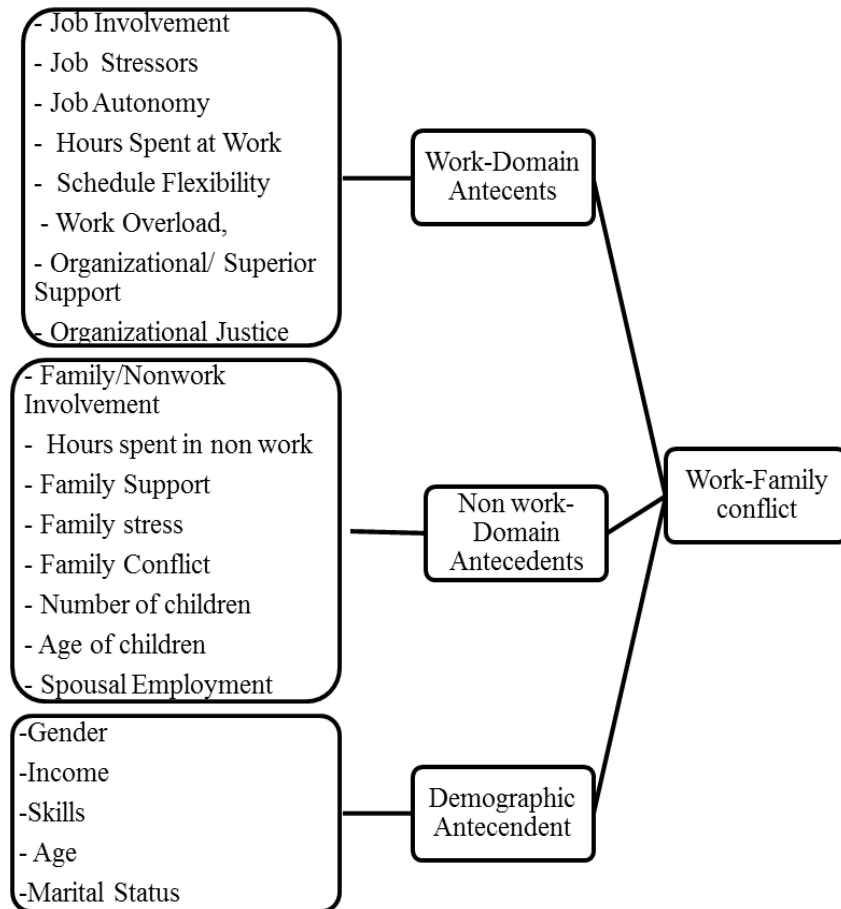 - Job Involvement
- Job Stressors
- Job Autonomy
- Hours Spent at Work
- Schedule Flexibility
- Work Overload,
- Organizational/ Superior
Support
- Organizational Justice
Work-Domain
Antecents
- Family/Nonwork
Involvement
- Hours spent in non work
- Family Support
- Family stress
- Family Conflict
- Number of children
- Age of children
- Spousal Employment
Non work-
Domain
Antecedents
Work-Family
conflict
-Gender
-Income
-Skills
- Age
-Marital Status
Demographic
Antecendent